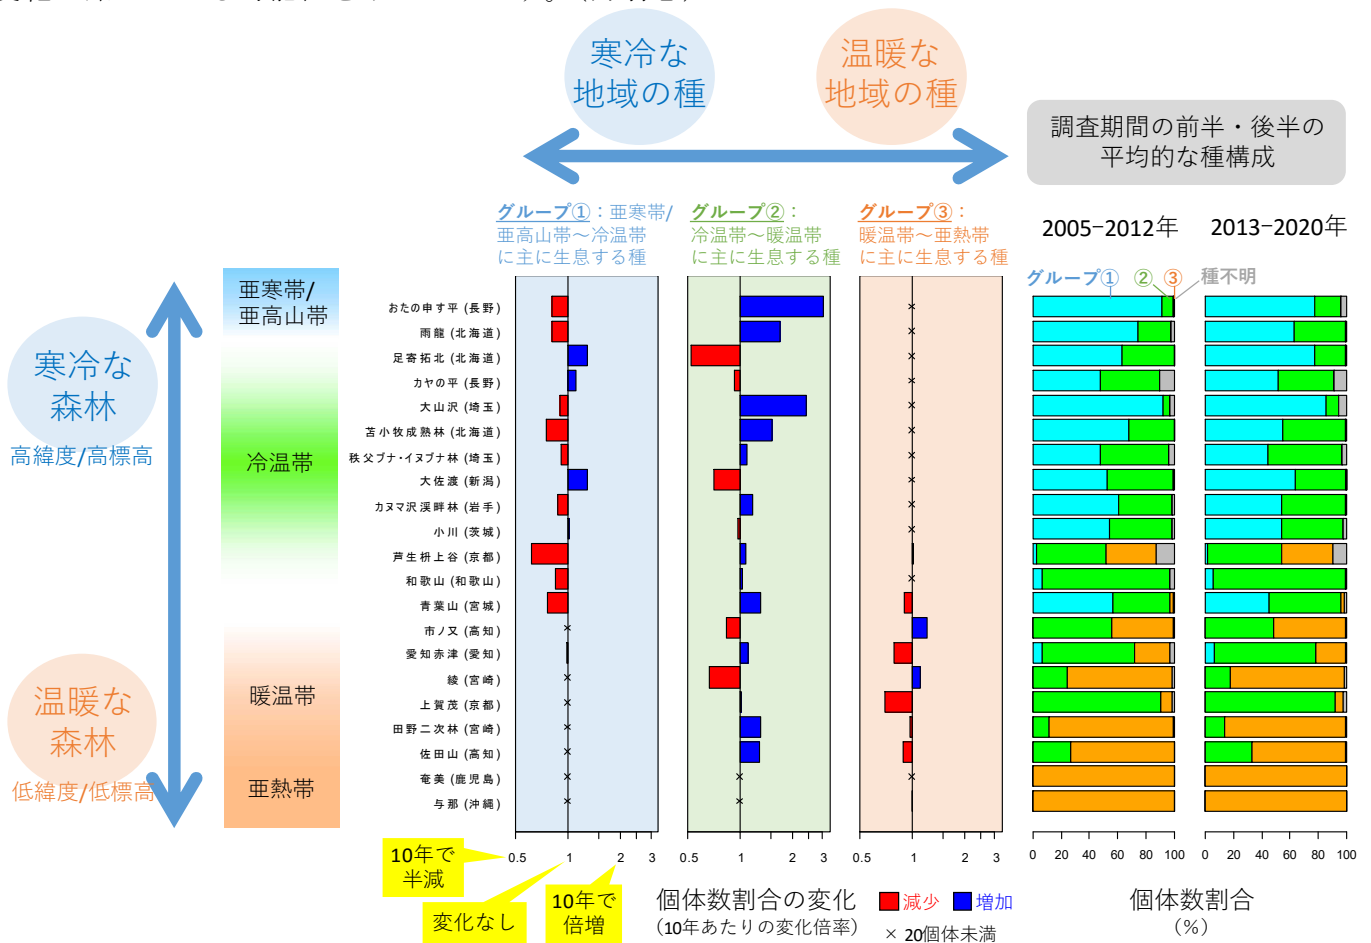 寒冷な
地域の種
温暖な
地域の種
調査期間の前半・後半の
平均的な種構成
グループ①：亜寒帯/
亜高山帯～冷温帯
に主に生息する種
グループ②：
冷温帯～暖温帯
に主に生息する種
グループ③：
暖温帯～亜熱帯
に主に生息する種
2005-2012年
2013-2020年
グループ① ② ③ 種不明
亜寒帯/
亜高山帯
冷温帯
暖温帯
亜熱帯
寒冷な
森林
高緯度/高標高
温暖な
森林
低緯度/低標高
おたの申す平 (長野)
雨龍 (北海道)
足寄拓北 (北海道)
カヤの平 (長野)
大山沢 (埼玉)
苫小牧成熟林 (北海道)
秩父ブナ・イヌブナ林 (埼玉)
大佐渡 (新潟)
カヌマ沢渓畔林 (岩手)
小川 (茨城)
芦生枡上谷 (京都)
和歌山 (和歌山)
青葉山 (宮城)
市ノ又 (高知)
愛知赤津 (愛知)
綾 (宮崎)
上賀茂 (京都)
田野二次林 (宮崎)
佐田山 (高知)
奄美 (鹿児島)
与那 (沖縄)
0.5 1 2 3
0.5 1 2 3
0.5 1 2 3
0 20 40 60 80 100
0 20 40 60 80 100
10年で
半減
変化なし
10年で
倍増
個体数割合の変化
(10年あたりの変化倍率)
減少 増加
× 20個体未満
個体数割合
(%)